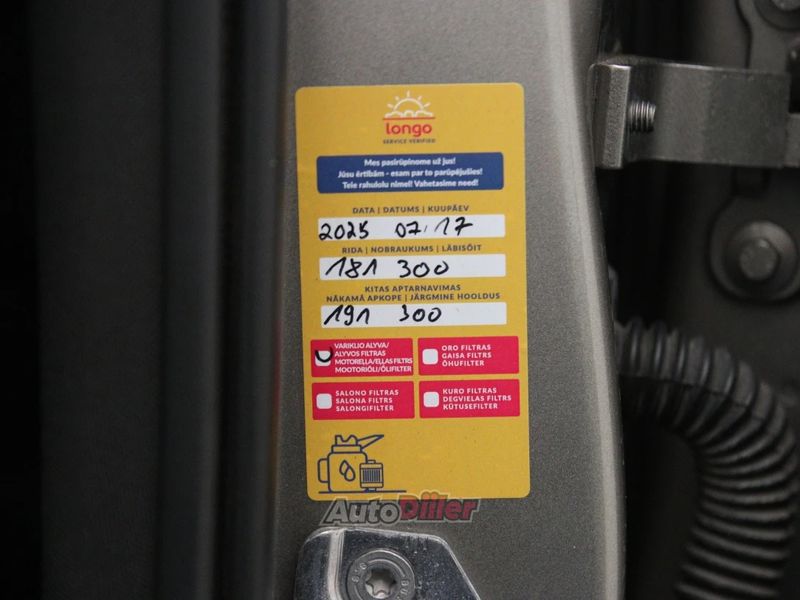 longo
SERVICE VERIFIED
Mes pasirūpinome už jus!
Jūsu ērtībām - esam par to parūpējušies!
Teie rahulolu nimel! Vahetasime need!
DATA | DATUMS | KUUPÄEV
2025 07.17
RIDA | NOBRAUKUMS | LÄBISÕIT
181 300
KITAS APTARNAVIMAS
NĀKAMĀ APKOPE | JÄRGMINE HOOLDUS
191 300
VARIKLIO ALYVA/
ALYVOS FILTRAS
MOTOREĻĻA/EĻĻAS FILTRS
MOOTORIÕLI/ÕLIFILTER
ORO FILTRAS
GAISA FILTRS
ÕHUFILTER
SALONO FILTRAS
SALONA FILTRS
SALONGIFILTER
KURO FILTRAS
DEGVIELAS FILTRS
KÜTUSEFILTER
AutoDiller